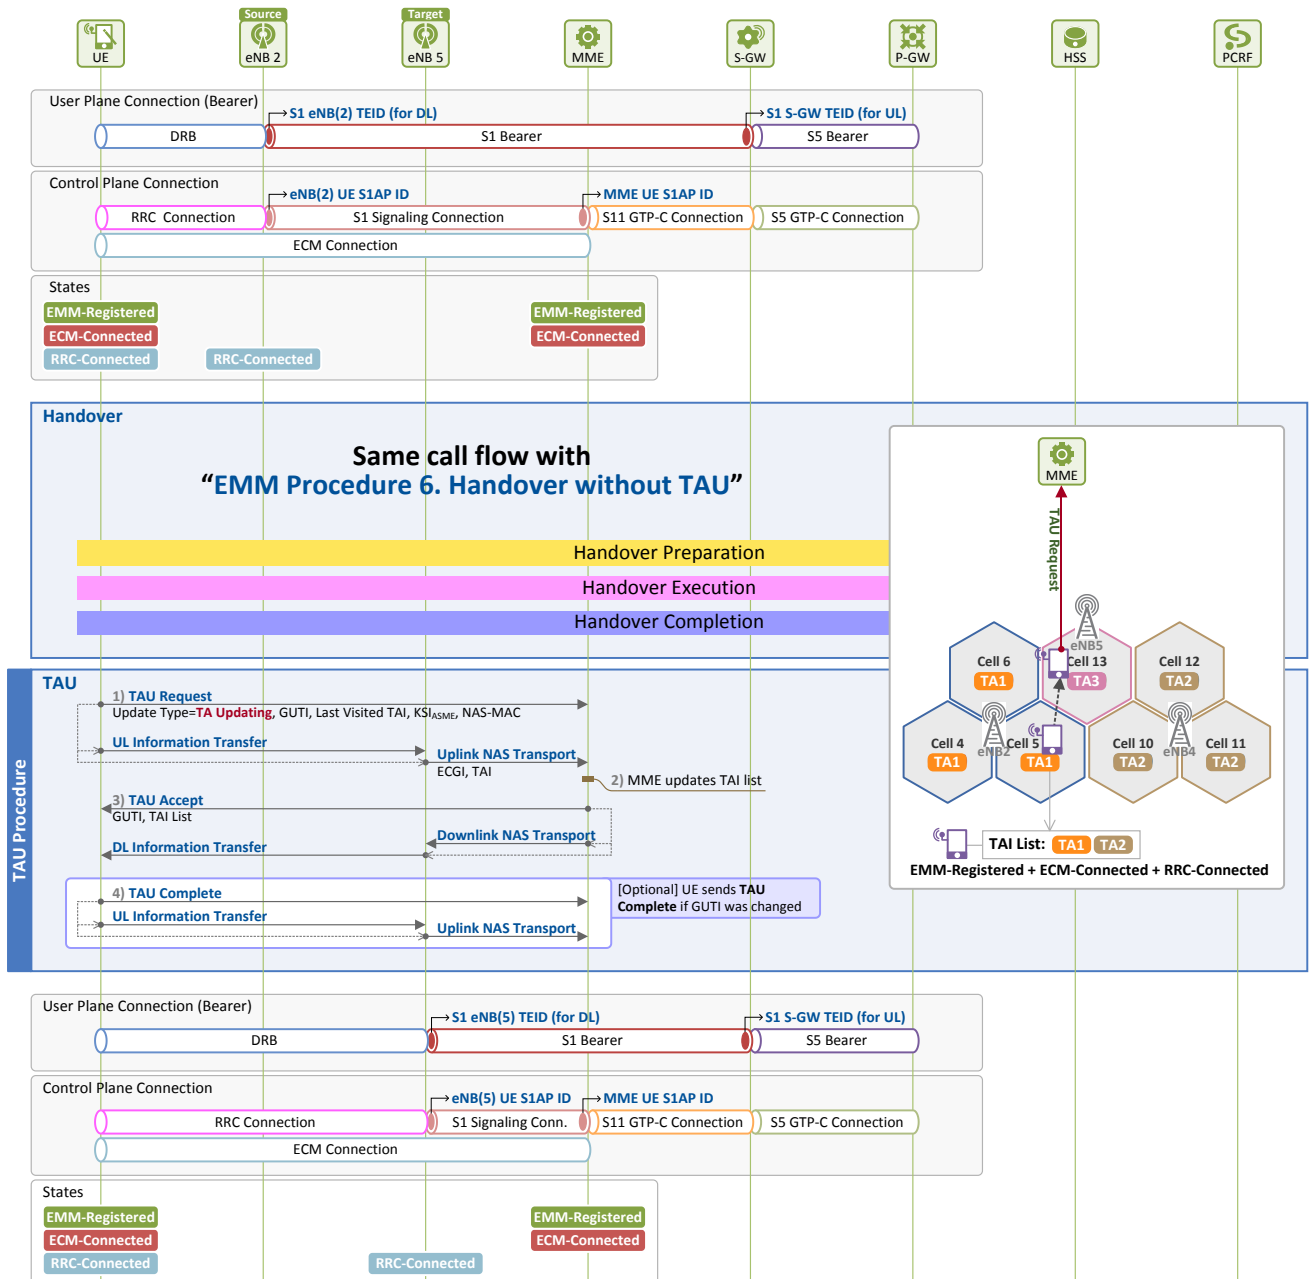 Source
Target
UE
eNB 2
eNB 5
MME
S-GW
P-GW
HSS
PCRF
User Plane Connection (Bearer)
S1 eNB(2) TEID (for DL)
S1 S-GW TEID (for UL)
DRB
S1 Bearer
S5 Bearer
Control Plane Connection
eNB(2) UE S1AP ID
MME UE S1AP ID
RRC Connection
S1 Signaling Connection
S11 GTP-C Connection
S5 GTP-C Connection
ECM Connection
States
EMM-Registered
EMM-Registered
ECM-Connected
ECM-Connected
RRC-Connected
RRC-Connected
Handover
Same call flow with
“EMM Procedure 6. Handover without TAU”
Handover Preparation
Handover Execution
Handover Completion
MME
TAU Request
eNB5
Cell 6
TA1
Cell 13
TA3
Cell 12
TA2
Cell 4
TA1
eNB2
Cell 5
TA1
Cell 10
TA2
eNB4
Cell 11
TA2
TAI List: TA1 TA2
EMM-Registered + ECM-Connected + RRC-Connected
TAU Procedure
TAU
1) TAU Request
Update Type=TA Updating, GUTI, Last Visited TAI, KSIASME, NAS-MAC
UL Information Transfer
Uplink NAS Transport
ECGI, TAI
2) MME updates TAI list
3) TAU Accept
GUTI, TAI List
Downlink NAS Transport
DL Information Transfer
4) TAU Complete
[Optional] UE sends TAU
Complete if GUTI was changed
UL Information Transfer
Uplink NAS Transport
User Plane Connection (Bearer)
S1 eNB(5) TEID (for DL)
S1 S-GW TEID (for UL)
DRB
S1 Bearer
S5 Bearer
Control Plane Connection
eNB(5) UE S1AP ID
MME UE S1AP ID
RRC Connection
S1 Signaling Conn.
S11 GTP-C Connection
S5 GTP-C Connection
ECM Connection
States
EMM-Registered
EMM-Registered
ECM-Connected
ECM-Connected
RRC-Connected
RRC-Connected